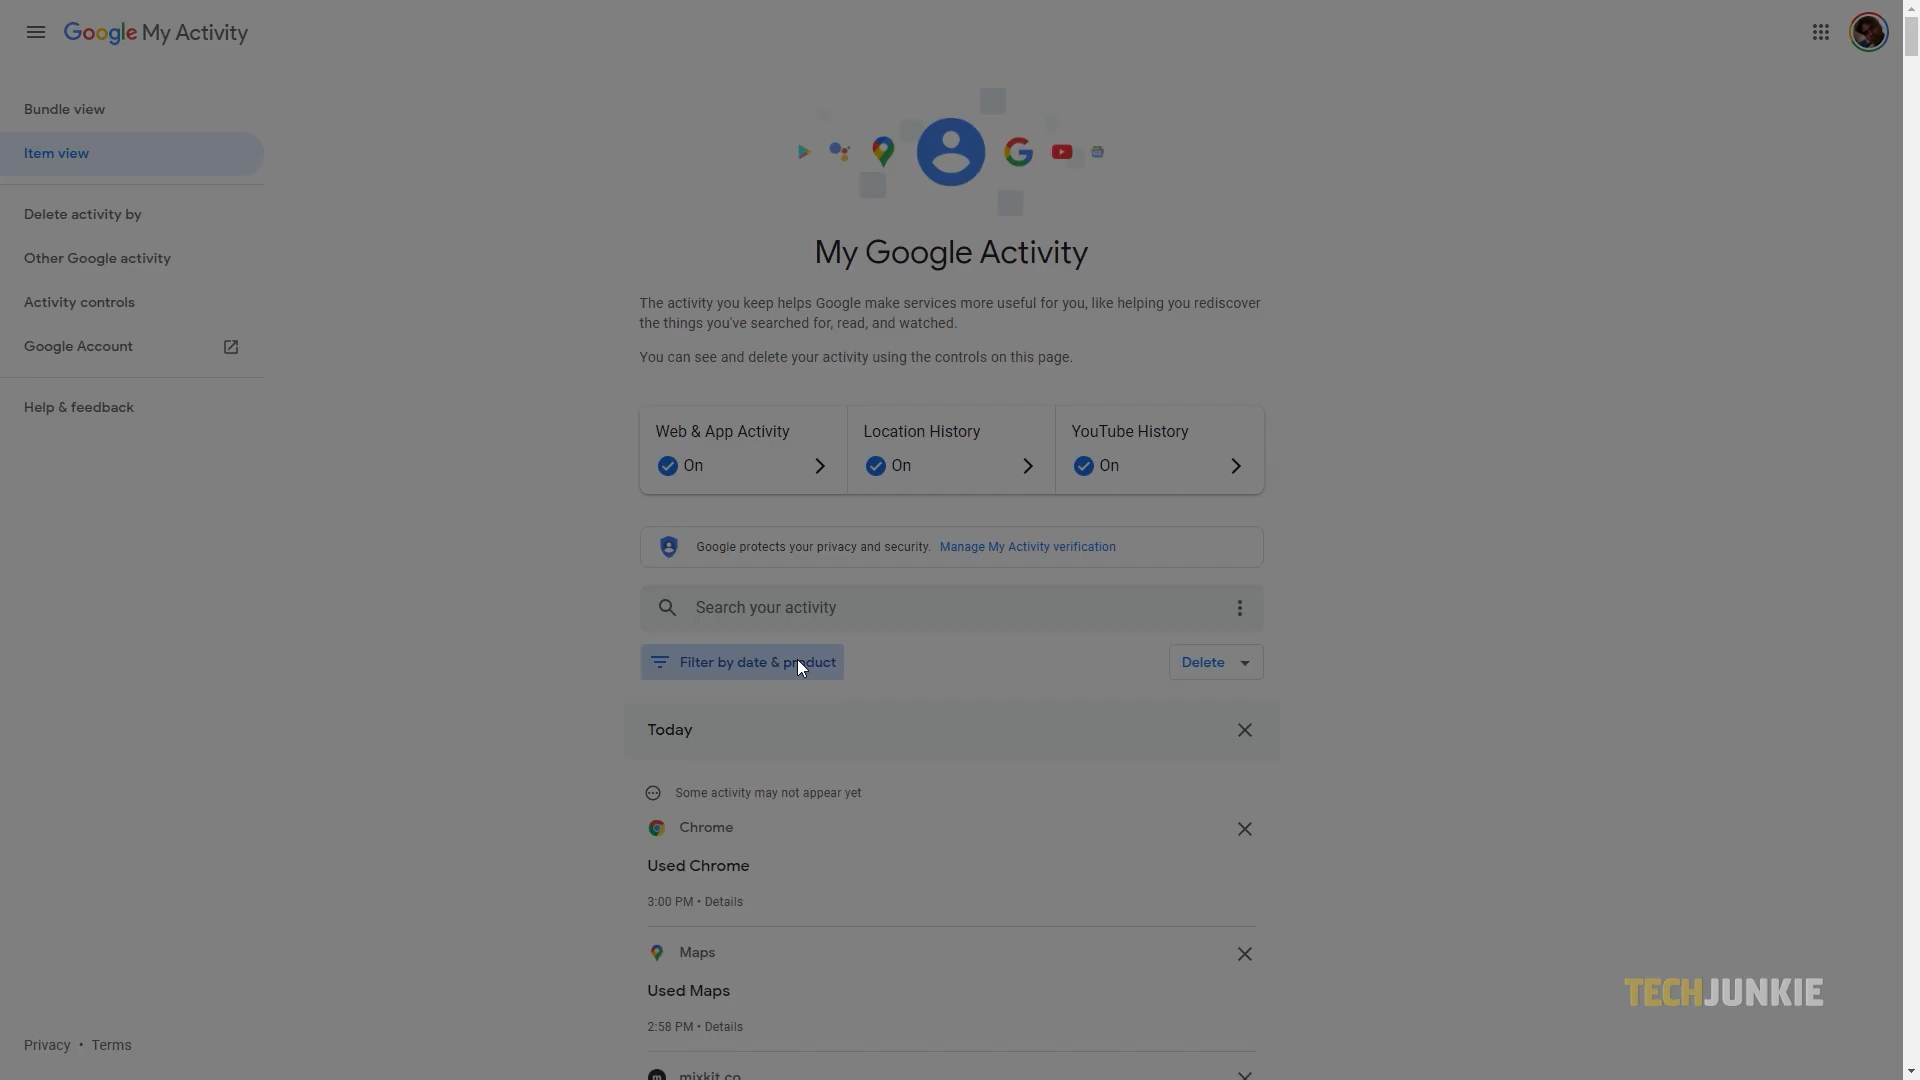 Google My Activity
Bundle view
Item view
Delete activity by
Other Google activity
Activity controls
Google Account
Help & feedback
My Google Activity
The activity you keep helps Google make services more useful for you, like helping you rediscover
the things you've searched for, read, and watched.
You can see and delete your activity using the controls on this page.
Web & App Activity
On
Location History
On
YouTube History
On
Google protects your privacy and security. Manage My Activity verification
Search your activity
Filter by date & product
Delete
Today
Some activity may not appear yet
Chrome
Used Chrome
3:00 PM • Details
Maps
Used Maps
2:58 PM • Details
mixkit.co
TECHJUNKIE
Privacy • Terms